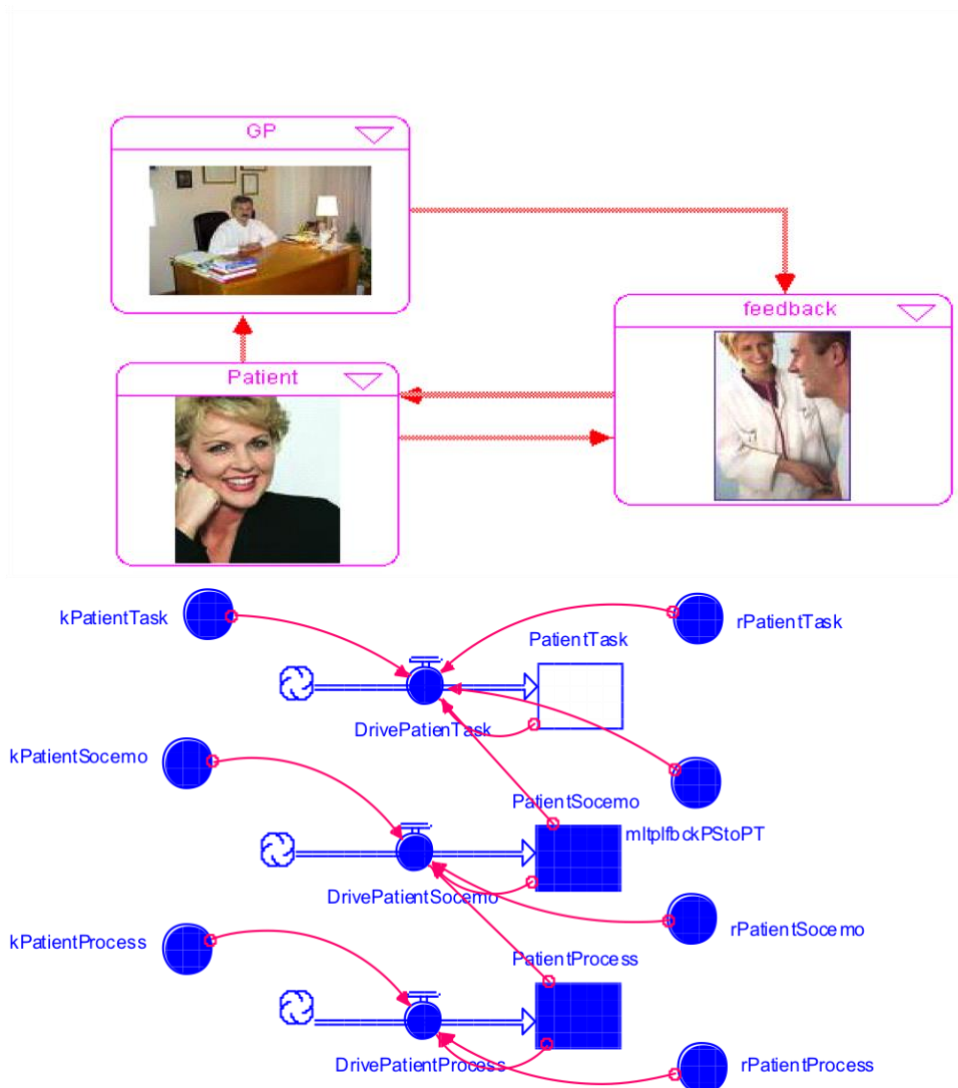 GP
feedback
Patient
kPatientTask
rPatientTask
PatientTask
DrivePatienTask
kPatientSocemo
PatientSocemo
mltplfbckPStoPT
DrivePatientSocemo
rPatientSocemo
kPatientProcess
PatientProcess
DrivePatientProcess
rPatientProcess